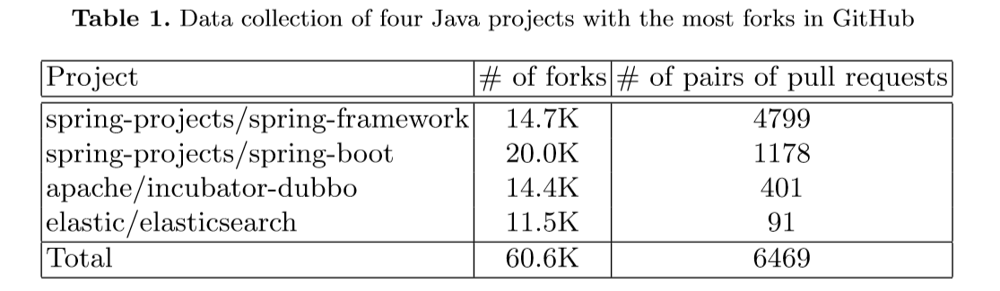 Table 1. Data collection of four Java projects with the most forks in GitHub
Project # of forks # of pairs of pull requests
spring-projects/spring-framework 14.7K 4799
spring-projects/spring-boot 20.0K 1178
apache/incubator-dubbo 14.4K 401
elastic/elasticsearch 11.5K 91
Total 60.6K 6469